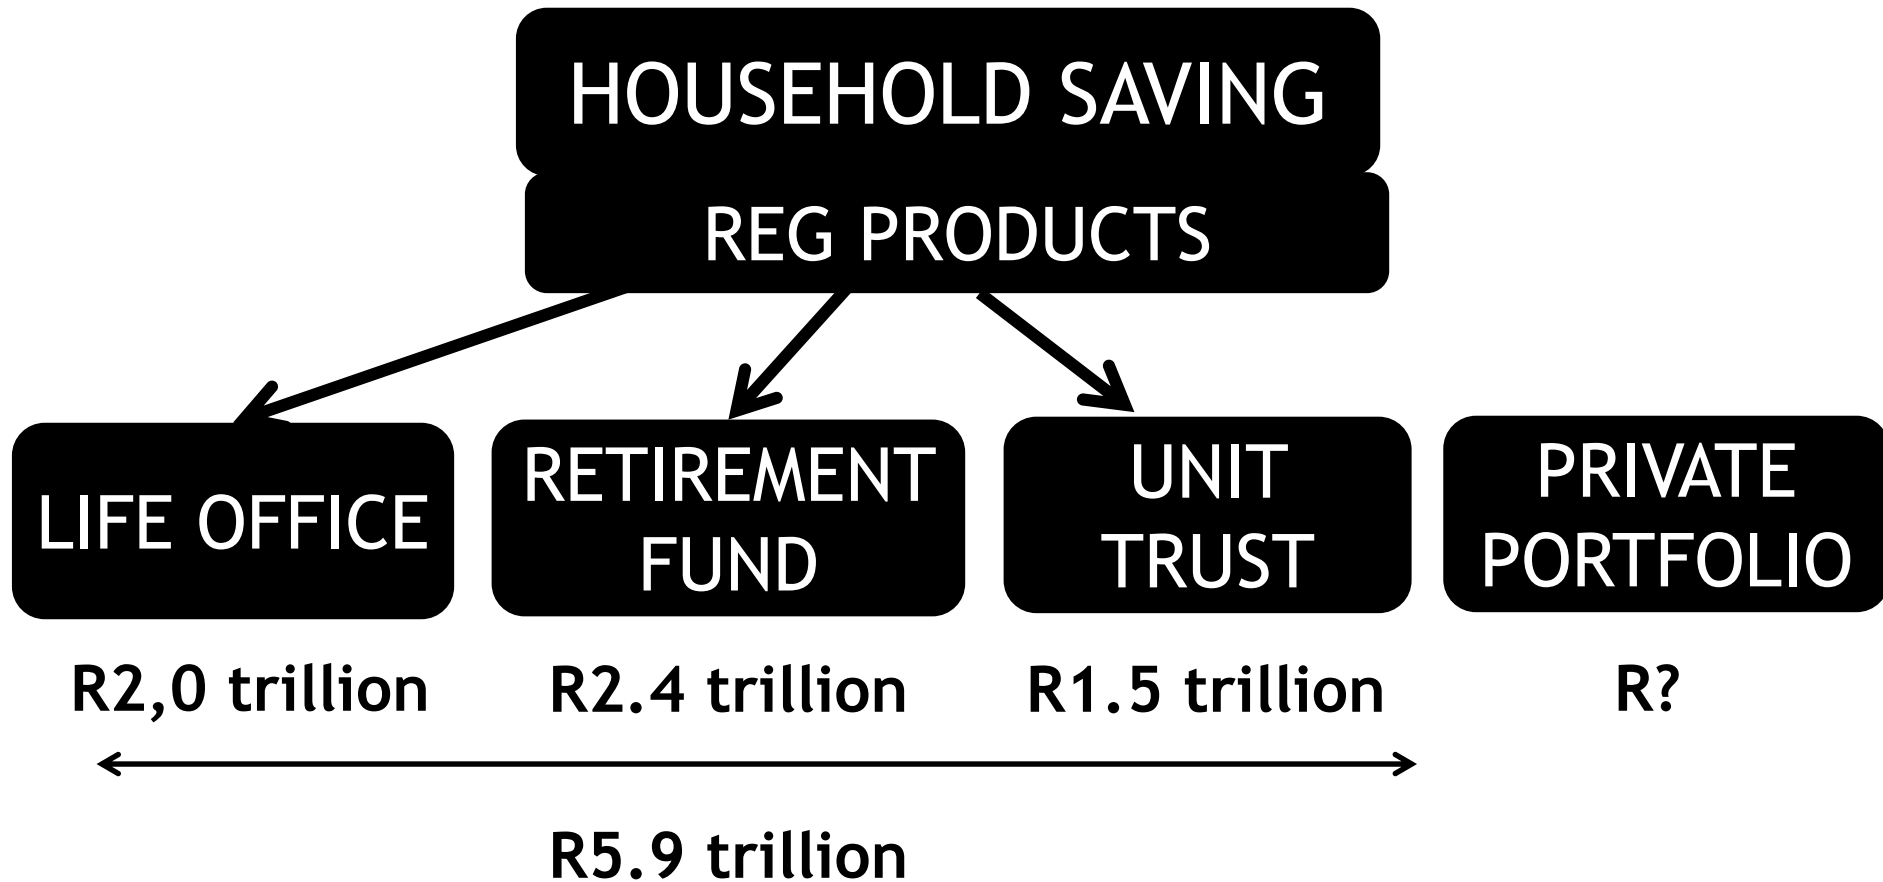 HOUSEHOLD SAVING
REG PRODUCTS
LIFE OFFICE
RETIREMENT
FUND
UNIT
TRUST
PRIVATE
PORTFOLIO
R2,0 trillion
R2.4 trillion
R1.5 trillion
R?
R5.9 trillion